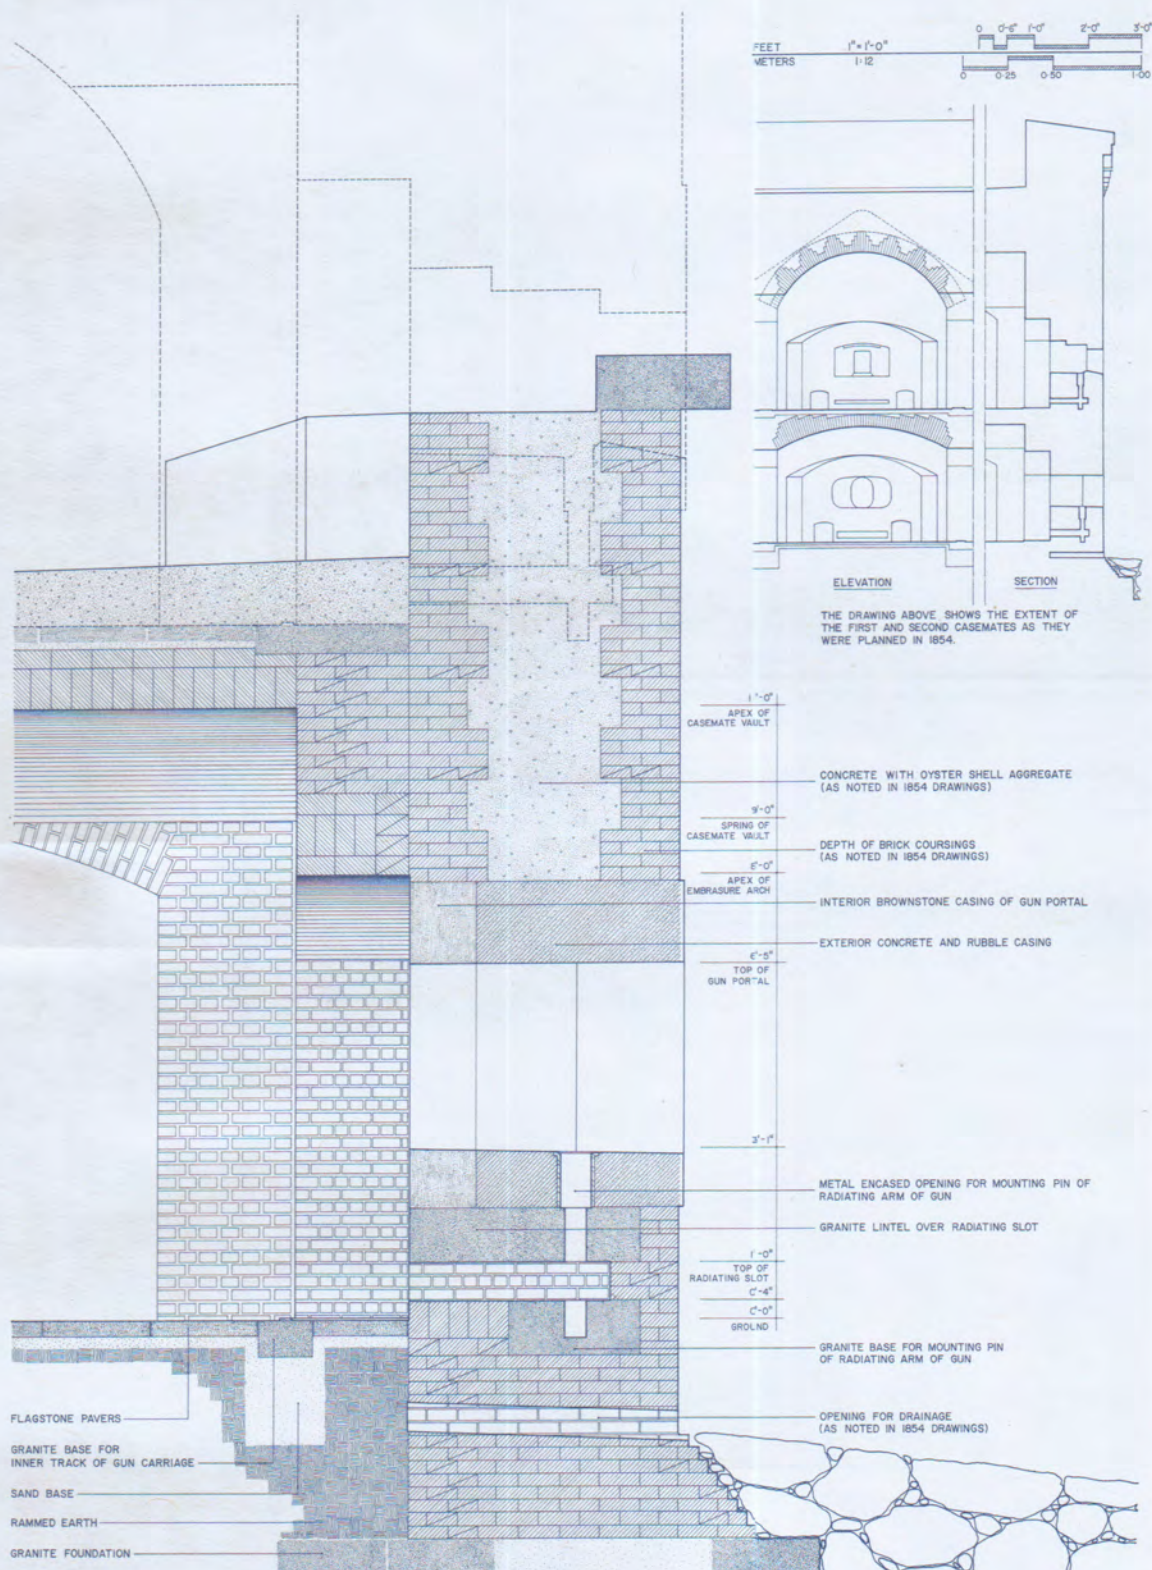 0 0'-6" 1'-0" 2'-0" 3'-0"
FEET 1" = 1'-0"
METERS 1:12
0 0·25 0·50 1·00
ELEVATION SECTION
THE DRAWING ABOVE SHOWS THE EXTENT OF
THE FIRST AND SECOND CASEMATES AS THEY
WERE PLANNED IN 1854.
APEX OF
CASEMATE VAULT
CONCRETE WITH OYSTER SHELL AGGREGATE
(AS NOTED IN 1854 DRAWINGS)
9'-0"
SPRING OF
CASEMATE VAULT
DEPTH OF BRICK COURSINGS
(AS NOTED IN 1854 DRAWINGS)
8'-0"
APEX OF
EMBRASURE ARCH
INTERIOR BROWNSTONE CASING OF GUN PORTAL
EXTERIOR CONCRETE AND RUBBLE CASING
6'-5"
TOP OF
GUN PORTAL
3'-1"
METAL ENCASED OPENING FOR MOUNTING PIN OF
RADIATING ARM OF GUN
GRANITE LINTEL OVER RADIATING SLOT
1'-0"
TOP OF
RADIATING SLOT
0'-4"
0'-0"
GROUND
GRANITE BASE FOR MOUNTING PIN
OF RADIATING ARM OF GUN
OPENING FOR DRAINAGE
(AS NOTED IN 1854 DRAWINGS)
FLAGSTONE PAVERS
GRANITE BASE FOR
INNER TRACK OF GUN CARRIAGE
SAND BASE
RAMMED EARTH
GRANITE FOUNDATION